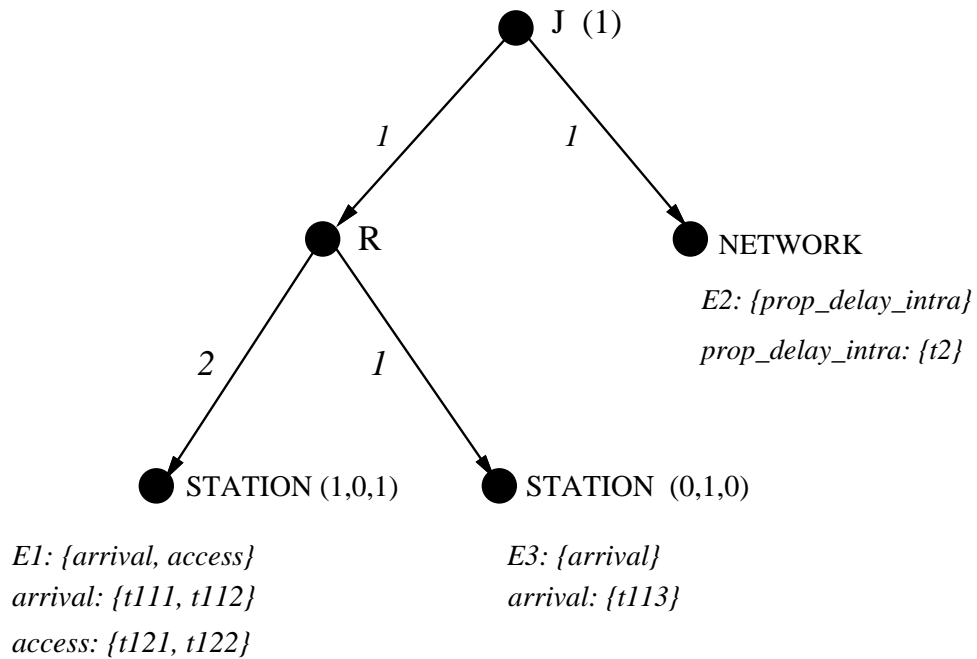 J (1)
1
1
R
NETWORK
E2: {prop_delay_intra}
prop_delay_intra: {t2}
2
1
STATION (1,0,1)
STATION (0,1,0)
E1: {arrival, access}
arrival: {t111, t112}
access: {t121, t122}
E3: {arrival}
arrival: {t113}